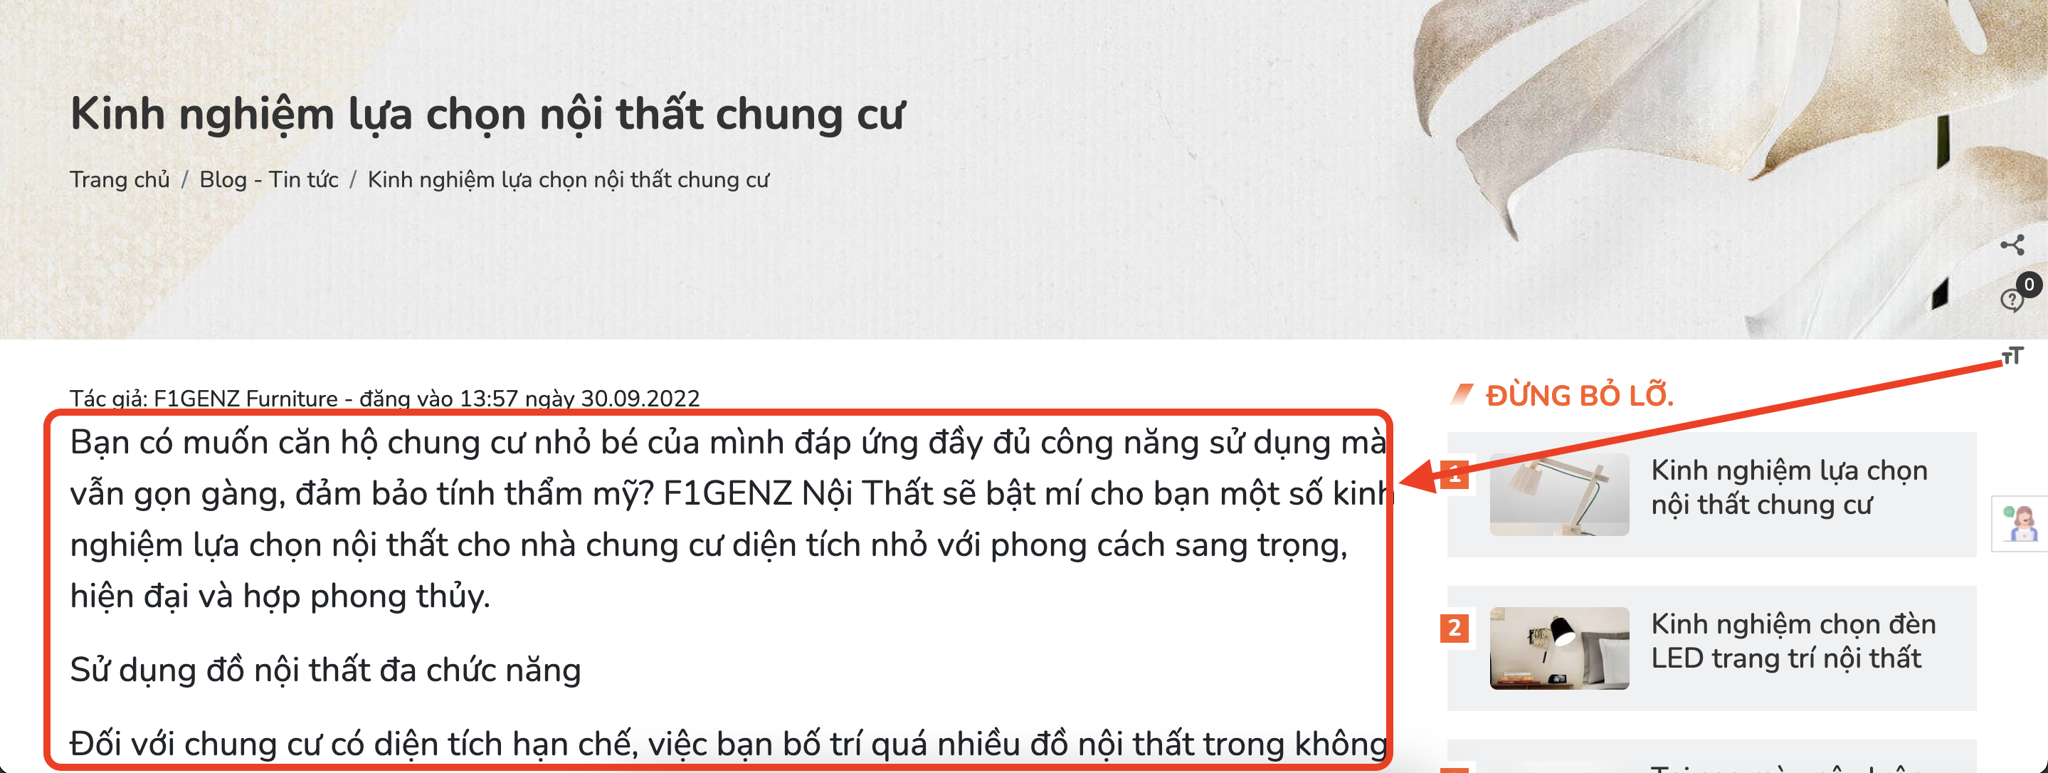 Kinh nghiệm lựa chọn nội thất chung cư
Trang chủ / Blog - Tin tức / Kinh nghiệm lựa chọn nội thất chung cư
0
TT
Tác giả: F1GENZ Furniture - đăng vào 13:57 ngày 30.09.2022
Bạn có muốn căn hộ chung cư nhỏ bé của mình đáp ứng đầy đủ công năng sử dụng mà
vẫn gọn gàng, đảm bảo tính thẩm mỹ? F1GENZ Nội Thất sẽ bật mí cho bạn một số kinh
nghiệm lựa chọn nội thất cho nhà chung cư diện tích nhỏ với phong cách sang trọng,
hiện đại và hợp phong thủy.
Sử dụng đồ nội thất đa chức năng
Đối với chung cư có diện tích hạn chế, việc bạn bố trí quá nhiều đồ nội thất trong không
ĐỪNG BỎ LỠ.
1
Kinh nghiệm lựa chọn
nội thất chung cư
2
Kinh nghiệm chọn đèn
LED trang trí nội thất